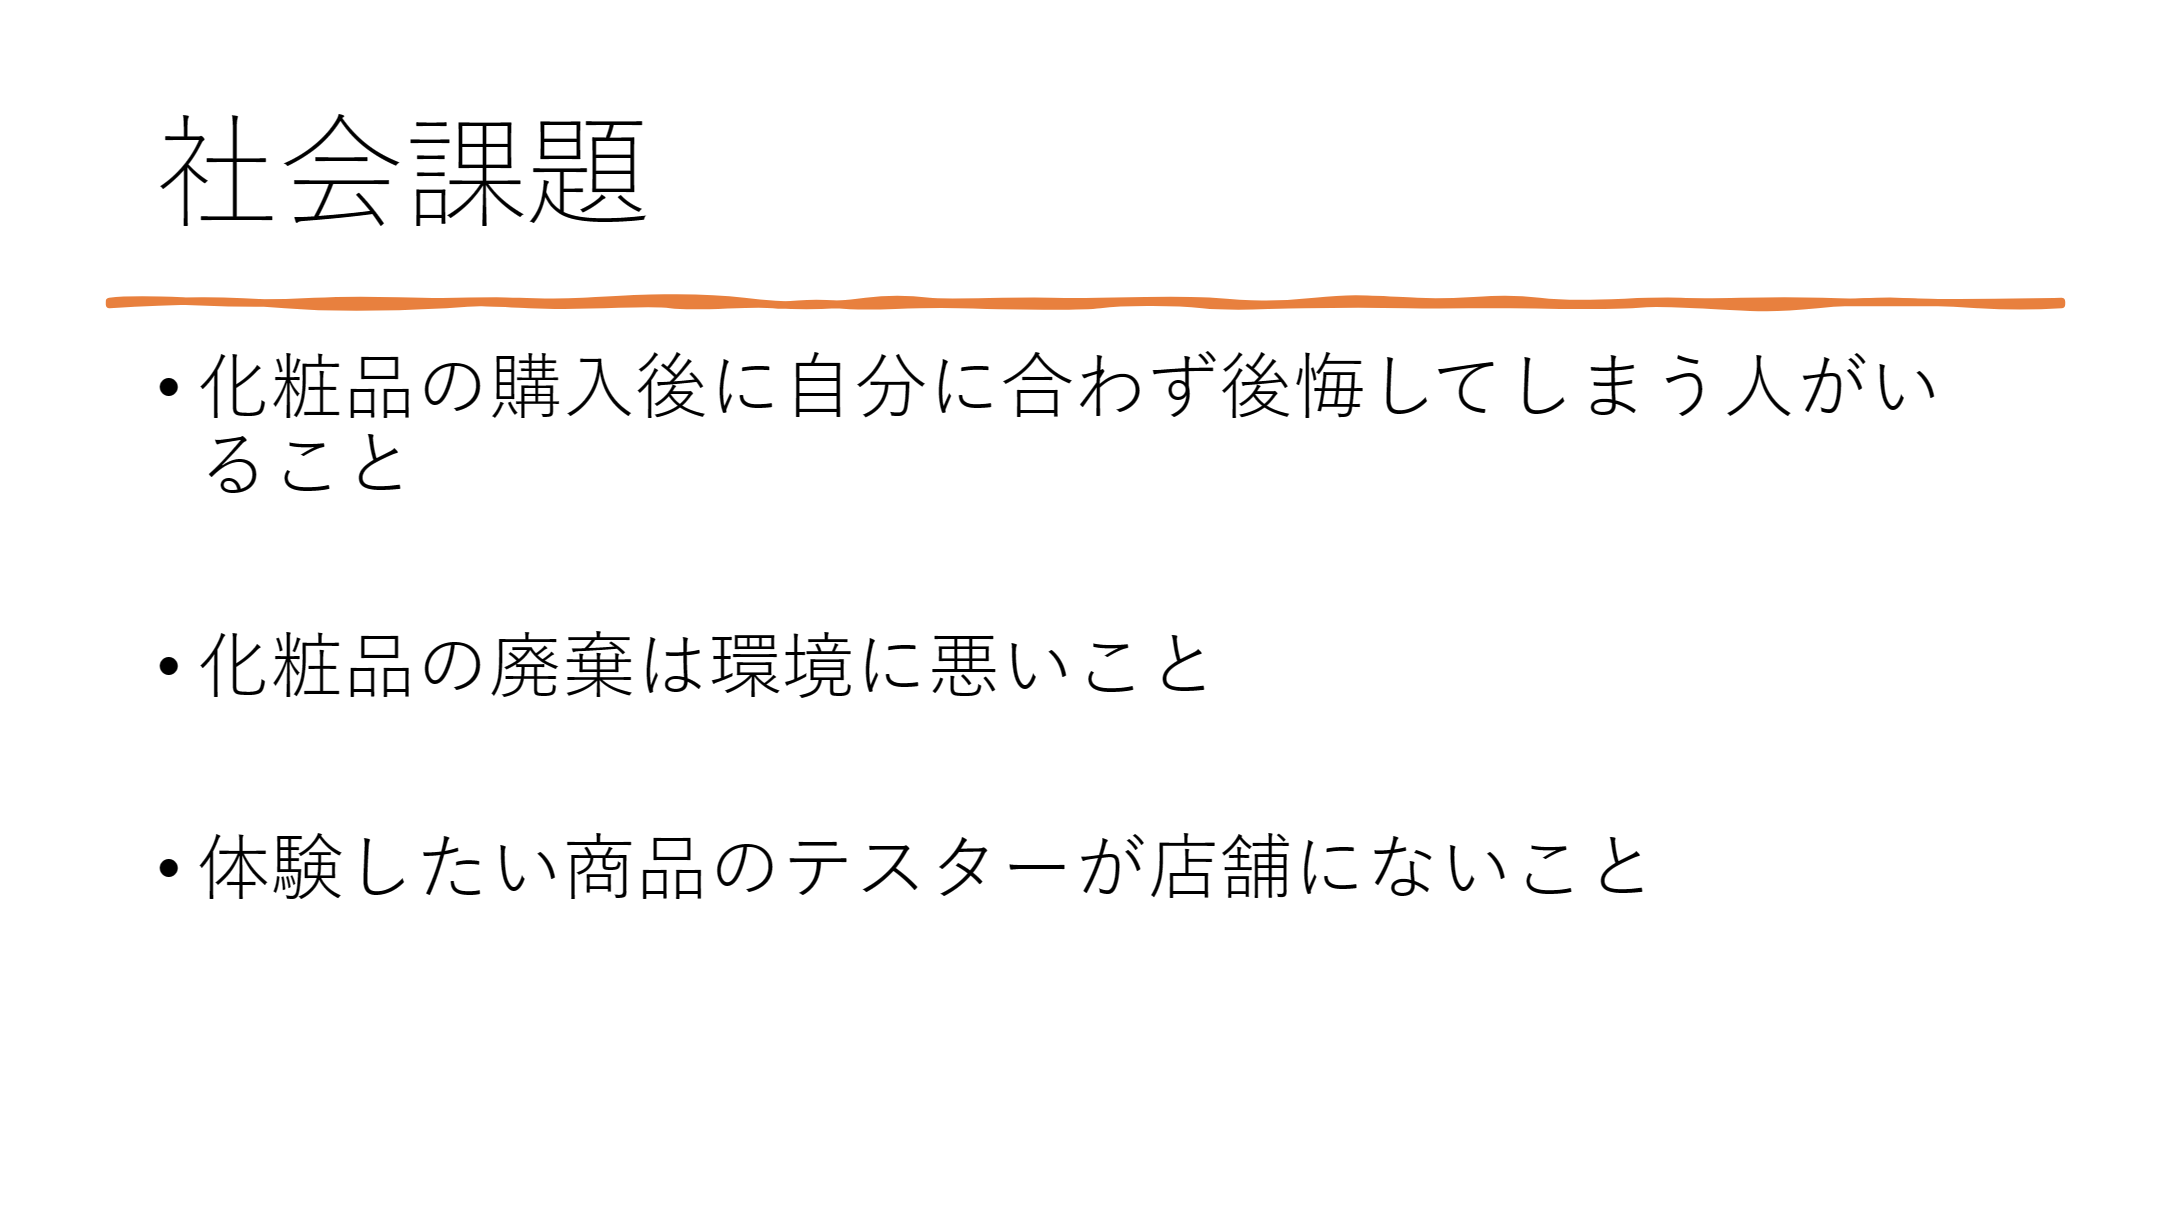 社会課題
• 化粧品の購入後に自分に合わず後悔してしまう人がい
ること
• 化粧品の廃棄は環境に悪いこと
• 体験したい商品のテスターが店舗にないこと